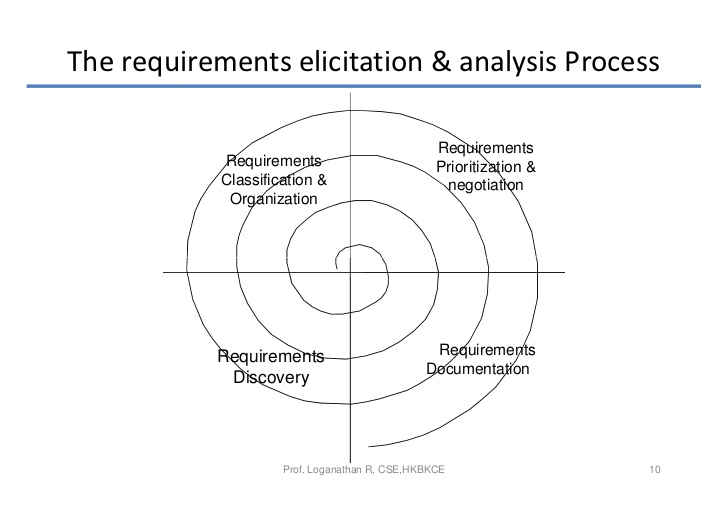 The requirements elicitation & analysis Process
Requirements
Classification &
Organization
Requirements
Prioritization &
negotiation
Requirements
Discovery
Requirements
Documentation
Prof. Loganathan R, CSE,HKBKCE
10